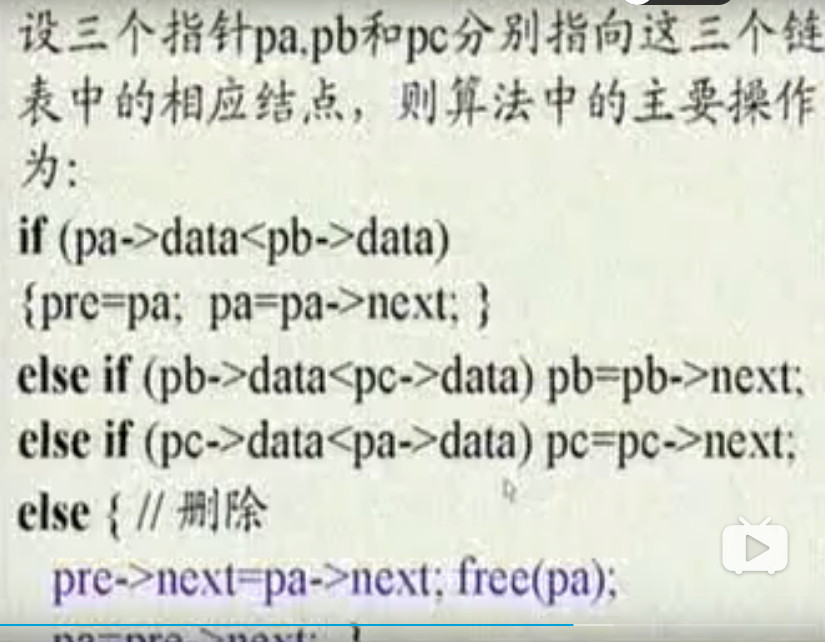 设三个指针pa,pb和pc分别指向这三个链
表中的相应结点，则算法中的主要操作
为：
if (pa->data<pb->data)
{pre=pa; pa=pa->next; }
else if (pb->data<pc->data) pb=pb->next;
else if (pc->data<pa->data) pc=pc->next;
else { // 删除
pre->next=pa->next; free(pa);
pa=pre->next; }